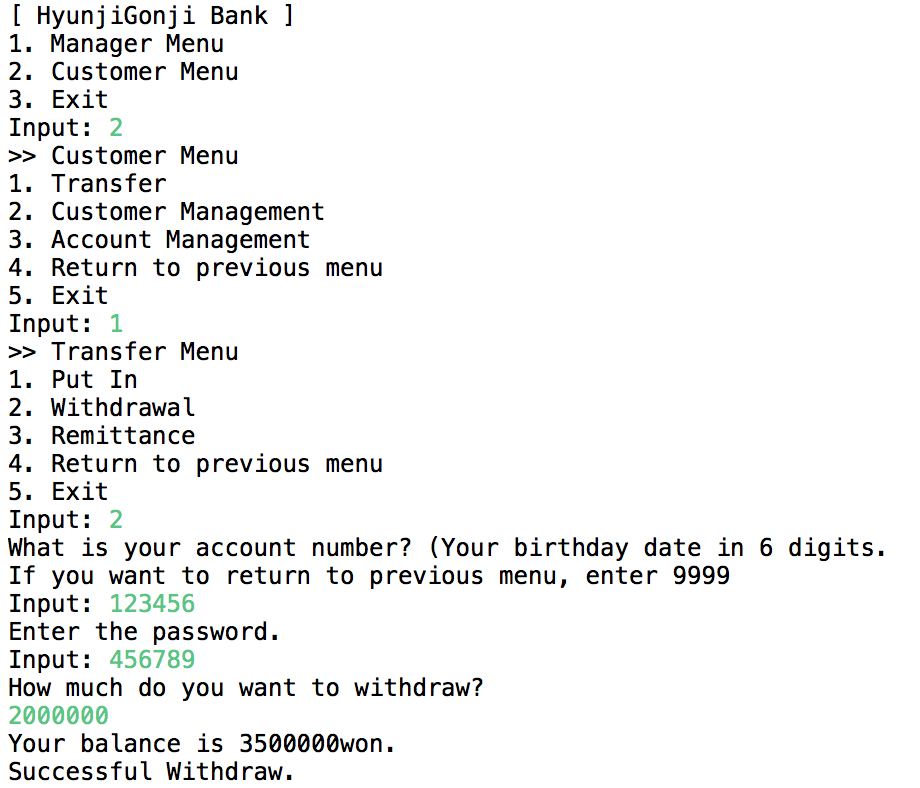 [ HyunjiGonji Bank ]
1. Manager Menu
2. Customer Menu
3. Exit
Input: 2
>> Customer Menu
1. Transfer
2. Customer Management
3. Account Management
4. Return to previous menu
5. Exit
Input: 1
>> Transfer Menu
1. Put In
2. Withdrawal
3. Remittance
4. Return to previous menu
5. Exit
Input: 2
What is your account number? (Your birthday date in 6 digits.
If you want to return to previous menu, enter 9999
Input: 123456
Enter the password.
Input: 456789
How much do you want to withdraw?
2000000
Your balance is 3500000won.
Successful Withdraw.